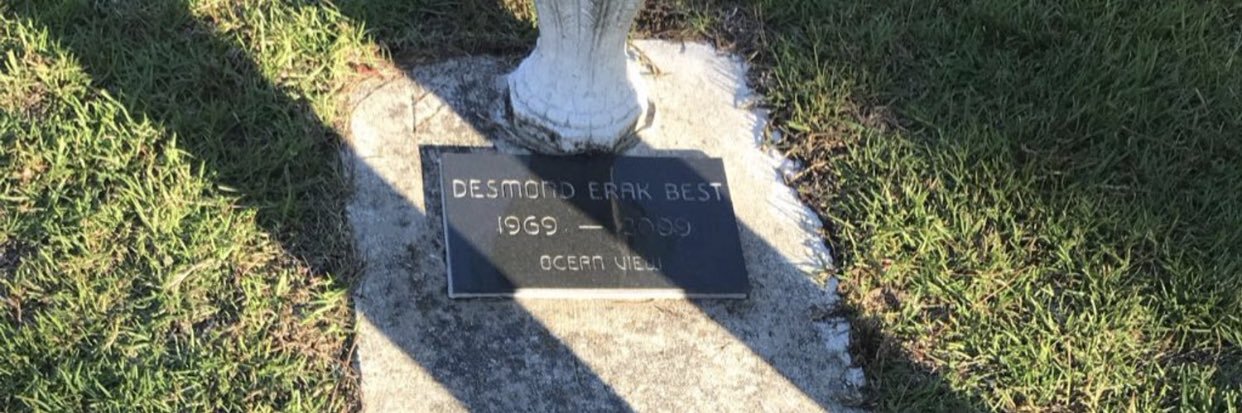 DESMOND ERAK BEST
1969 — 2009
OCEAN VIEW